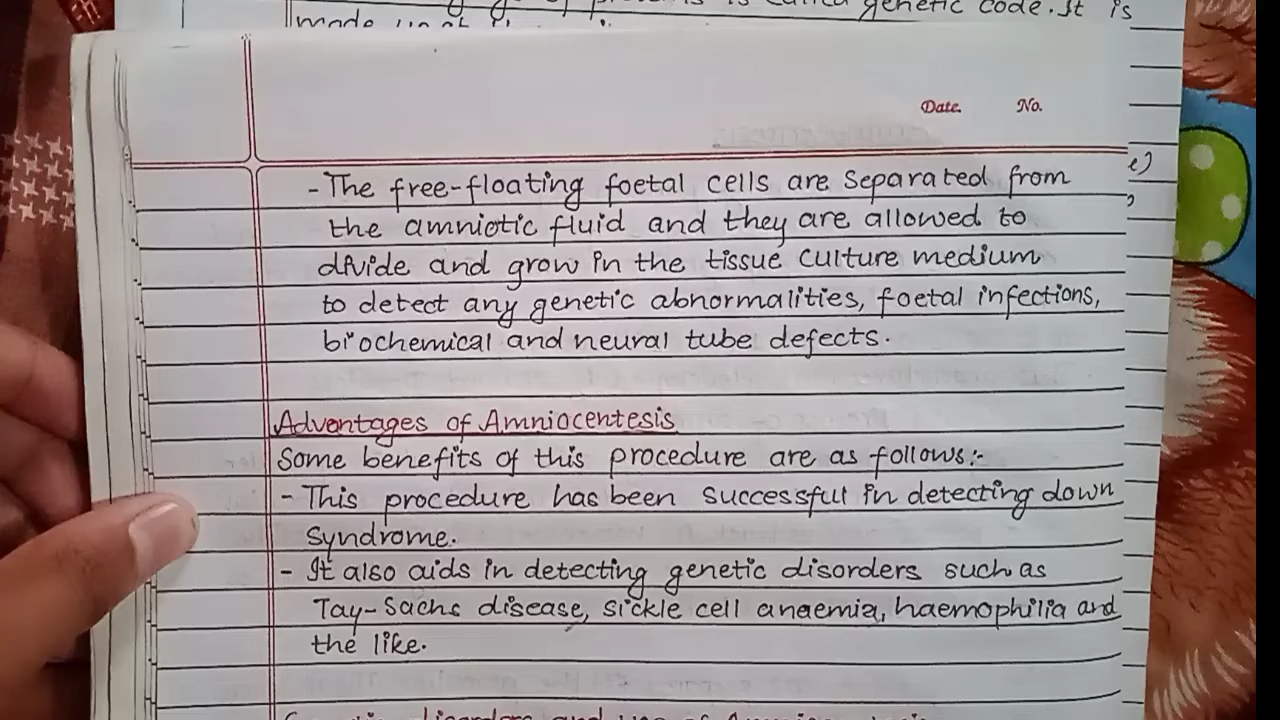 genetic code. It is
Date. No.
- The free-floating foetal cells are separated from
the amniotic fluid and they are allowed to
divide and grow in the tissue culture medium
to detect any genetic abnormalities, foetal infections,
biochemical and neural tube defects.
Advantages of Amniocentesis
Some benefits of this procedure are as follows:-
- This procedure has been successful in detecting down
syndrome.
- It also aids in detecting genetic disorders such as
Tay-Sachs disease, sickle cell anaemia, haemophilia and
the like.